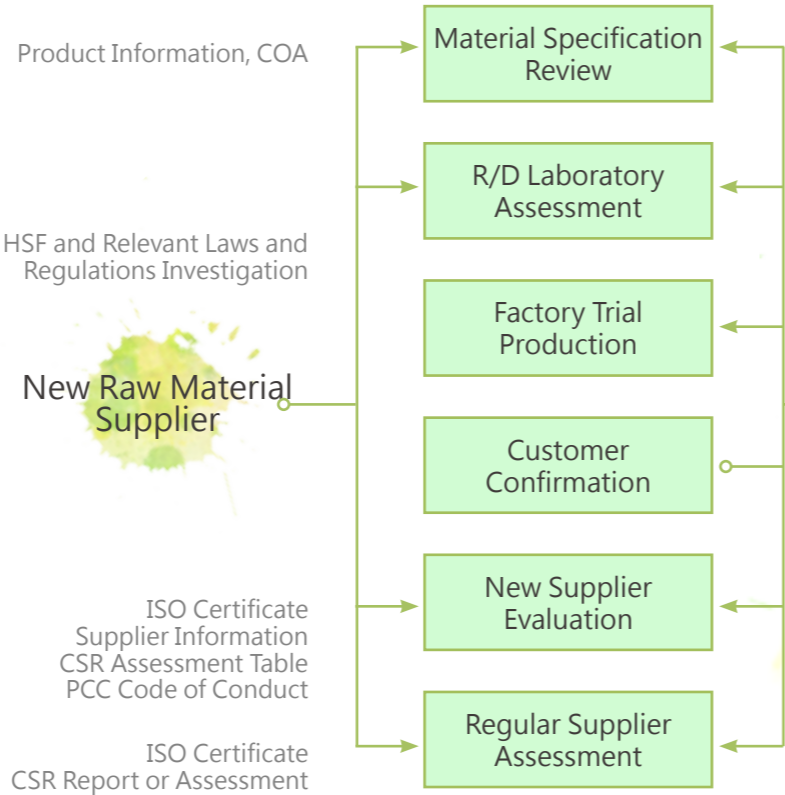 Product Information, COA
Material Specification
Review
R/D Laboratory
Assessment
HSF and Relevant Laws and
Regulations Investigation
Factory Trial
Production
New Raw Material
Supplier
Customer
Confirmation
New Supplier
Evaluation
ISO Certificate
Supplier Information
CSR Assessment Table
PCC Code of Conduct
Regular Supplier
Assessment
ISO Certificate
CSR Report or Assessment